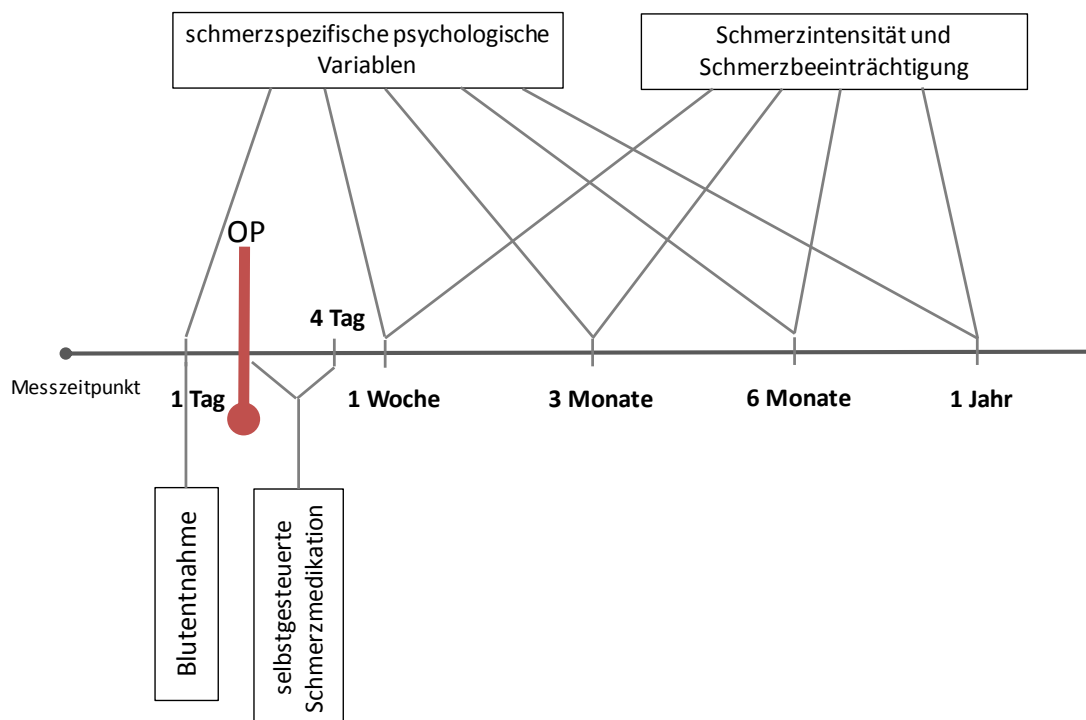 schmerzspezifische psychologische
Variablen
Schmerzintensität und
Schmerzbeeinträchtigung
OP
4 Tag
Messzeitpunkt
1 Tag
1 Woche
3 Monate
6 Monate
1 Jahr
Blutentnahme
selbstgesteuerte
Schmerzmedikation